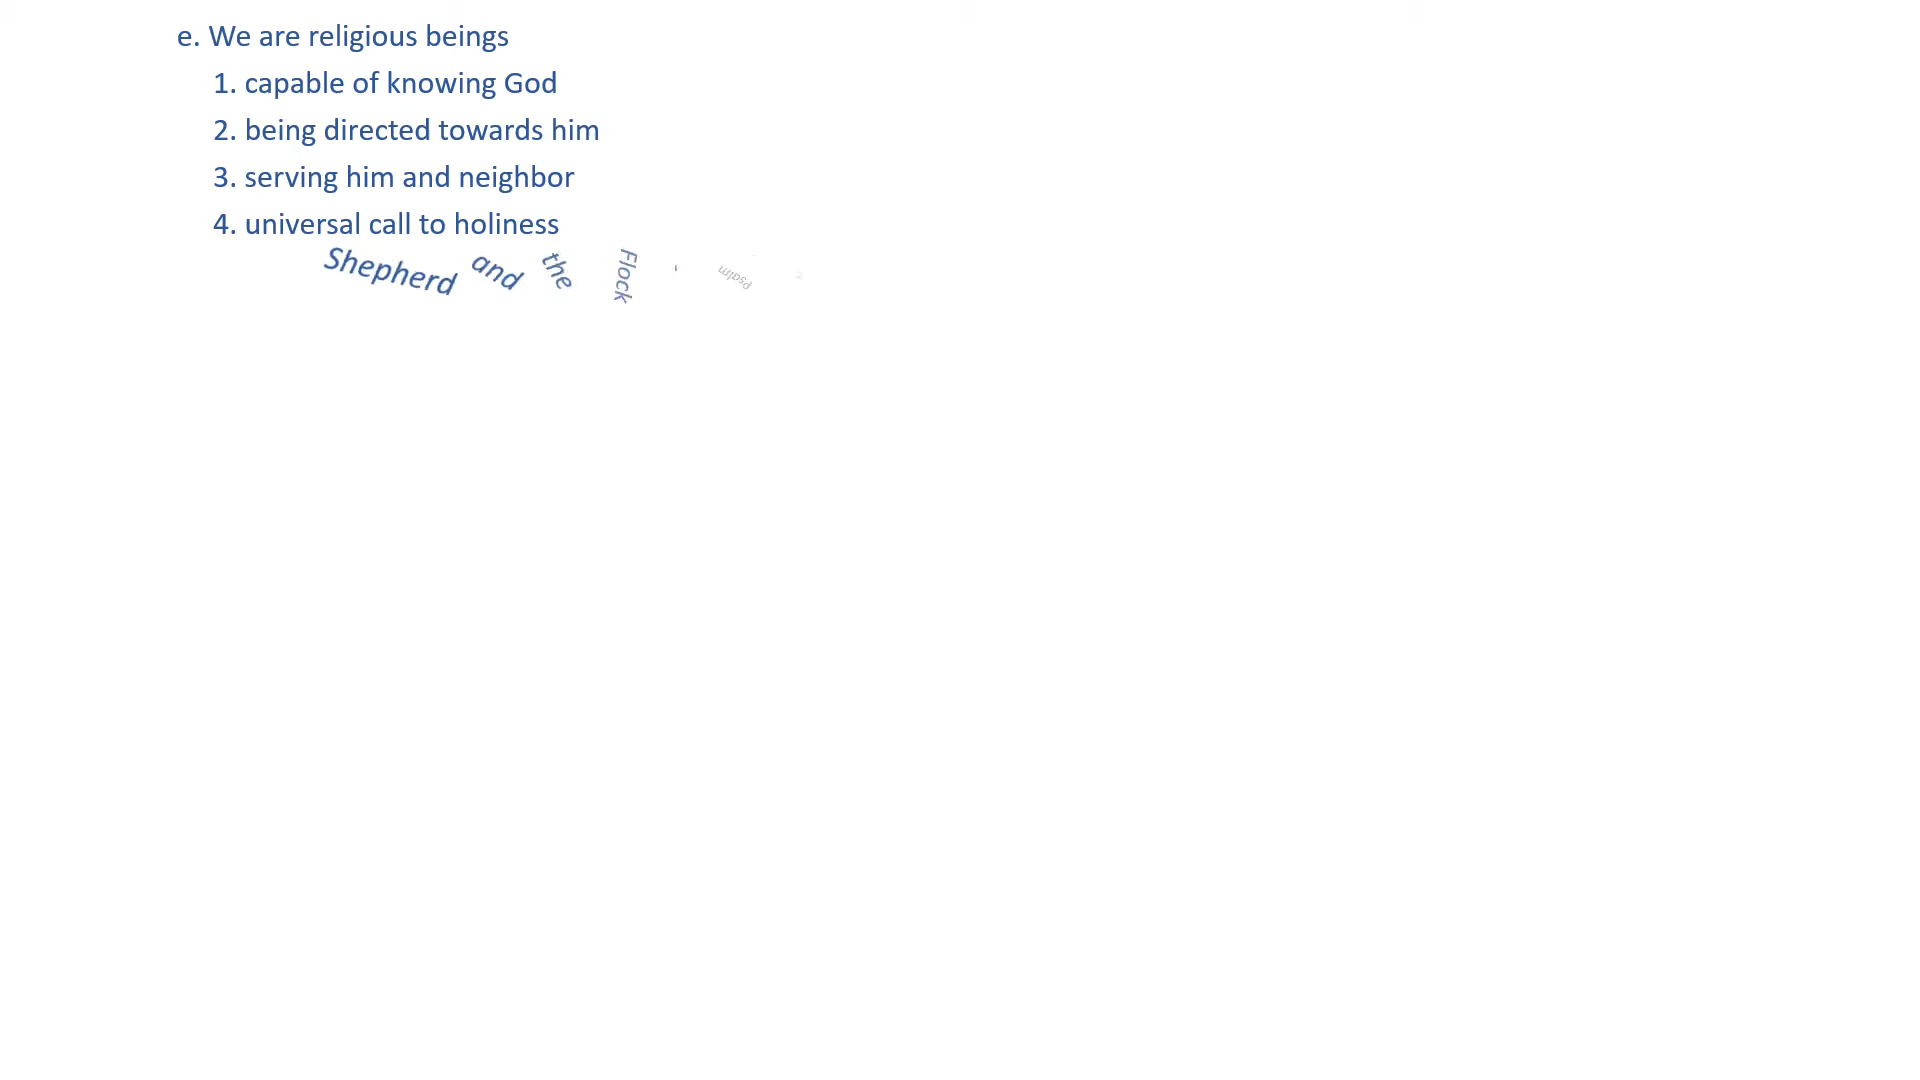 e. We are religious beings
1. capable of knowing God
2. being directed towards him
3. serving him and neighbor
4. universal call to holiness
Shepherd and the Flock, Psalm